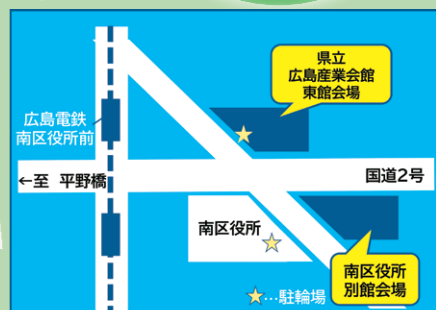 県立
広島産業会館
東館会場
広島電鉄
南区役所前
←至 平野橋
国道2号
南区役所
南区役所
別館会場
☆…駐輪場